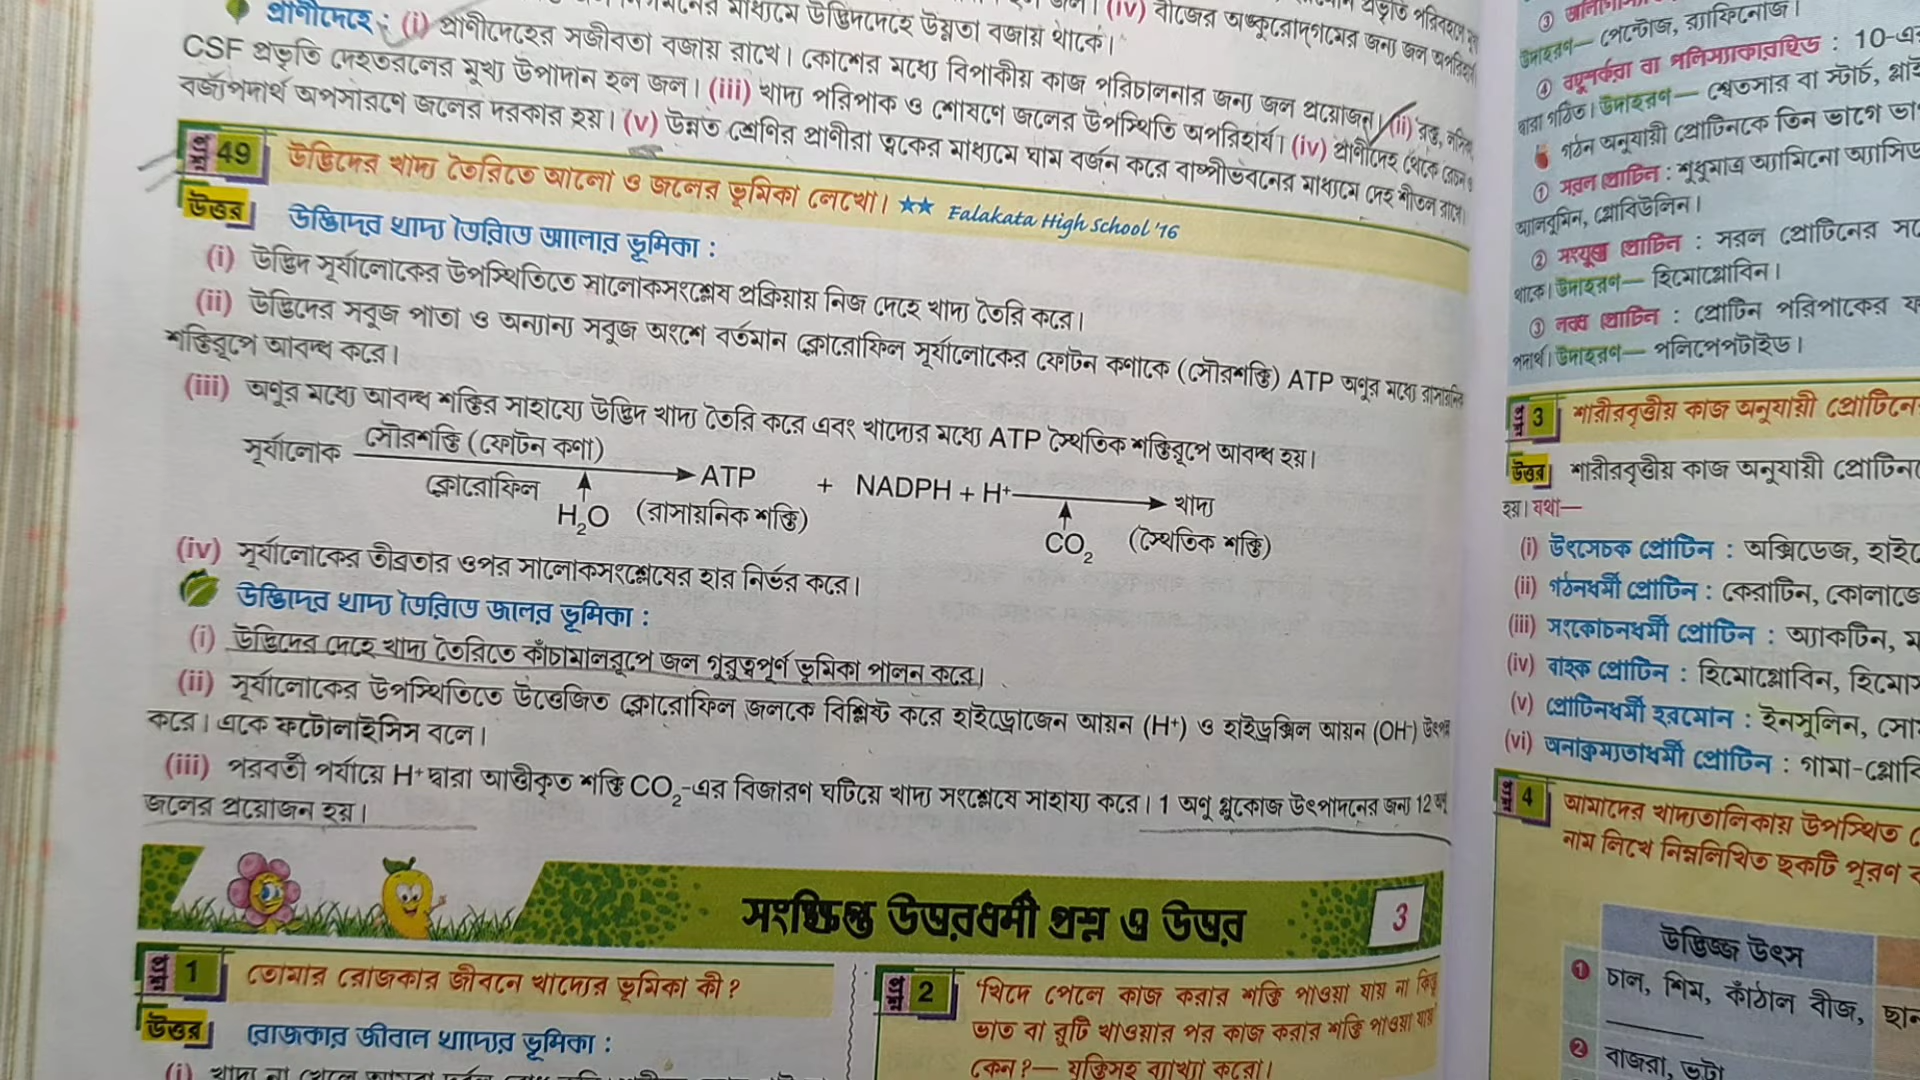 প্রাণীদেহে : (i) প্রাণীদেহের সজীবতা বজায় রাখে। কোশের মধ্যে বিপাকীয় কাজ পরিচালনার জন্য জল প্রয়োজন। (ii) রক্ত,
CSF প্রভৃতি দেহতরলের মুখ্য উপাদান হল জল। (iii) খাদ্য পরিপাক ও শোষণে জলের উপস্থিতি অপরিহার্য। (iv) প্রাণীদেহ থেকে রেচন
বর্জ্যপদার্থ অপসারণে জলের দরকার হয়। (v) উন্নত শ্রেণির প্রাণীরা ত্বকের মাধ্যমে ঘাম বর্জন করে বাষ্পীভবনের মাধ্যমে দেহ শীতল রাখে।
প্রশ্ন 49 উদ্ভিদের খাদ্য তৈরিতে আলো ও জলের ভূমিকা লেখো। ★★ Falakata High School '16
উত্তর উদ্ভিদের খাদ্য তৈরিতে আলোর ভূমিকা :
(i) উদ্ভিদ সূর্যালোকের উপস্থিতিতে সালোকসংশ্লেষ প্রক্রিয়ায় নিজ দেহে খাদ্য তৈরি করে।
(ii) উদ্ভিদের সবুজ পাতা ও অন্যান্য সবুজ অংশে বর্তমান ক্লোরোফিল সূর্যালোকের ফোটন কণাকে (সৌরশক্তি) ATP অণুর মধ্যে রাসায়নিক
শক্তিরূপে আবদ্ধ করে।
(iii) অণুর মধ্যে আবদ্ধ শক্তির সাহায্যে উদ্ভিদ খাদ্য তৈরি করে এবং খাদ্যের মধ্যে ATP স্থৈতিক শক্তিরূপে আবদ্ধ হয়।
সৌরশক্তি (ফোটন কণা)
সূর্যালোক → ATP + NADPH + H⁺ → খাদ্য
ক্লোরোফিল H₂O (রাসায়নিক শক্তি) CO₂ (স্থৈতিক শক্তি)
(iv) সূর্যালোকের তীব্রতার ওপর সালোকসংশ্লেষের হার নির্ভর করে।
উদ্ভিদের খাদ্য তৈরিতে জলের ভূমিকা :
(i) উদ্ভিদের দেহে খাদ্য তৈরিতে কাঁচামালরূপে জল গুরুত্বপূর্ণ ভূমিকা পালন করে।
(ii) সূর্যালোকের উপস্থিতিতে উত্তেজিত ক্লোরোফিল জলকে বিশ্লিষ্ট করে হাইড্রোজেন আয়ন (H⁺) ও হাইড্রক্সিল আয়ন (OH⁻) উৎপন্ন
করে। একে ফটোলাইসিস বলে।
(iii) পরবর্তী পর্যায়ে H⁺ দ্বারা আত্তীকৃত শক্তি CO₂-এর বিজারণ ঘটিয়ে খাদ্য সংশ্লেষে সাহায্য করে। 1 অণু গ্লুকোজ উৎপাদনের জন্য 12 অণু
জলের প্রয়োজন হয়।
সংক্ষিপ্ত উত্তরধর্মী প্রশ্ন ও উত্তর 3
প্রশ্ন 1 তোমার রোজকার জীবনে খাদ্যের ভূমিকা কী?
উত্তর রোজকার জীবনে খাদ্যের ভূমিকা :
প্রশ্ন 2 'খিদে পেলে কাজ করার শক্তি পাওয়া যায় না কিন্তু
ভাত বা রুটি খাওয়ার পর কাজ করার শক্তি পাওয়া যায়'
কেন?— যুক্তিসহ ব্যাখ্যা করো।
উদাহরণ— পেন্টোজ, র‍্যাফিনোজ।
④ বহুশর্করা বা পলিস্যাকারাইড : 10-এর
দ্বারা গঠিত। উদাহরণ— শ্বেতসার বা স্টার্চ,
গঠন অনুযায়ী প্রোটিনকে তিন ভাগে
① সরল প্রোটিন : শুধুমাত্র অ্যামিনো অ্যাসিড
অ্যালবুমিন, গ্লোবিউলিন।
② সংযুক্ত প্রোটিন : সরল প্রোটিনের
থাকে। উদাহরণ— হিমোগ্লোবিন।
③ লব্ধ প্রোটিন : প্রোটিন পরিপাকের
পদার্থ। উদাহরণ— পলিপেপটাইড।
প্রশ্ন 3 শারীরবৃত্তীয় কাজ অনুযায়ী প্রোটিনের
উত্তর শারীরবৃত্তীয় কাজ অনুযায়ী প্রোটিন
হয়। যথা—
(i) উৎসেচক প্রোটিন : অক্সিডেজ,
(ii) গঠনধর্মী প্রোটিন : কেরাটিন,
(iii) সংকোচনধর্মী প্রোটিন : অ্যাকটিন,
(iv) বাহক প্রোটিন : হিমোগ্লোবিন,
(v) প্রোটিনধর্মী হরমোন : ইনসুলিন,
(vi) অনাক্রম্যতাধর্মী প্রোটিন : গামা-
প্রশ্ন 4 আমাদের খাদ্যতালিকায় উপস্থিত
নাম লিখে নিম্নলিখিত ছকটি পূরণ
উদ্ভিজ্জ উৎস
① চাল, শিম, কাঁঠাল বীজ,
② বাজরা, ভুট্টা